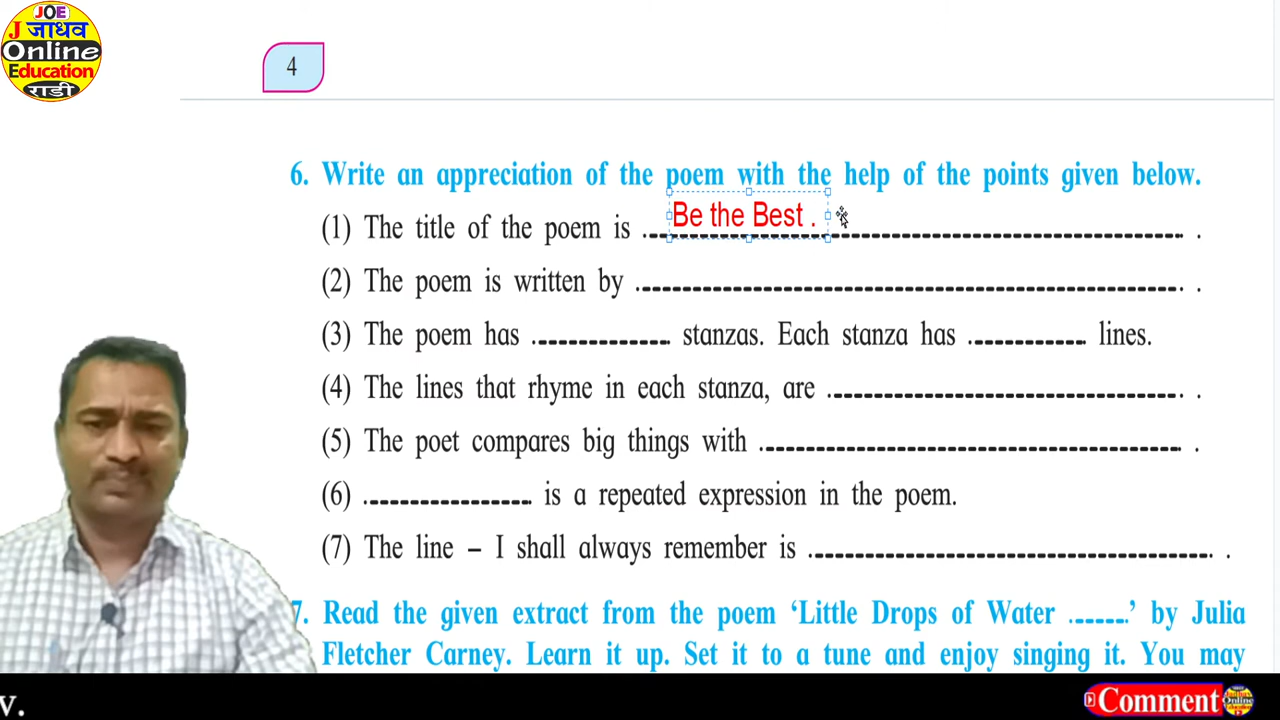 JOE
J जाधव
Online
Education
राडी
4
6. Write an appreciation of the poem with the help of the points given below.
Be the Best .
(1) The title of the poem is .................... .
(2) The poem is written by .................... .
(3) The poem has .............. stanzas. Each stanza has ............ lines.
(4) The lines that rhyme in each stanza, are .................... .
(5) The poet compares big things with .................... .
(6) ................. is a repeated expression in the poem.
(7) The line – I shall always remember is .................... .
7. Read the given extract from the poem ‘Little Drops of Water ......’ by Julia
Fletcher Carney. Learn it up. Set it to a tune and enjoy singing it. You may
v.
Comment